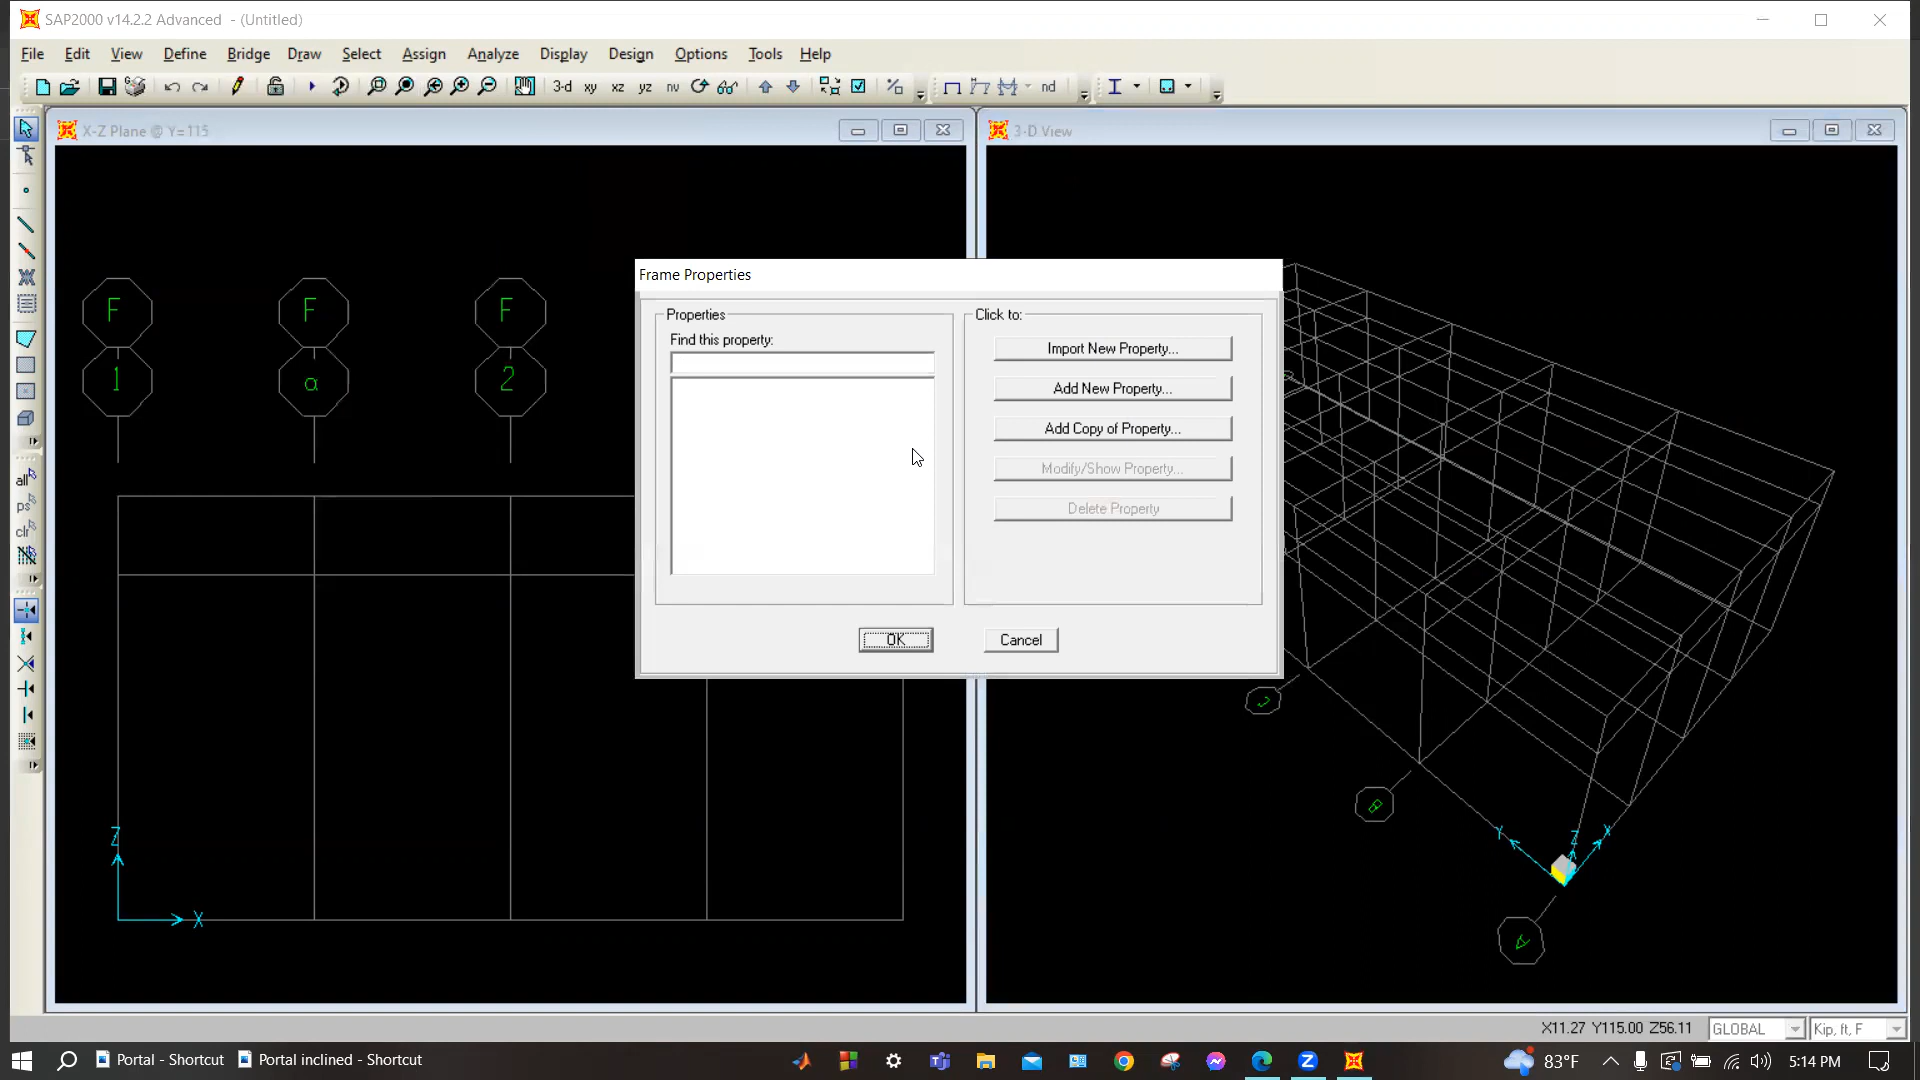 SAP2000 v14.2.2 Advanced - (Untitled)
File Edit View Define Bridge Draw Select Assign Analyze Display Design Options Tools Help
3-d xy xz yz nv nd
X-Z Plane @ Y=115
3-D View
F F F
1 α 2
Frame Properties
Properties
Find this property:
Click to:
Import New Property...
Add New Property...
Add Copy of Property...
Modify/Show Property...
Delete Property
OK Cancel
all
ps
clr
Z
X
Y Z X
X11.27 Y115.00 Z56.11 GLOBAL Kip, ft, F
Portal - Shortcut Portal inclined - Shortcut 83°F 5:14 PM